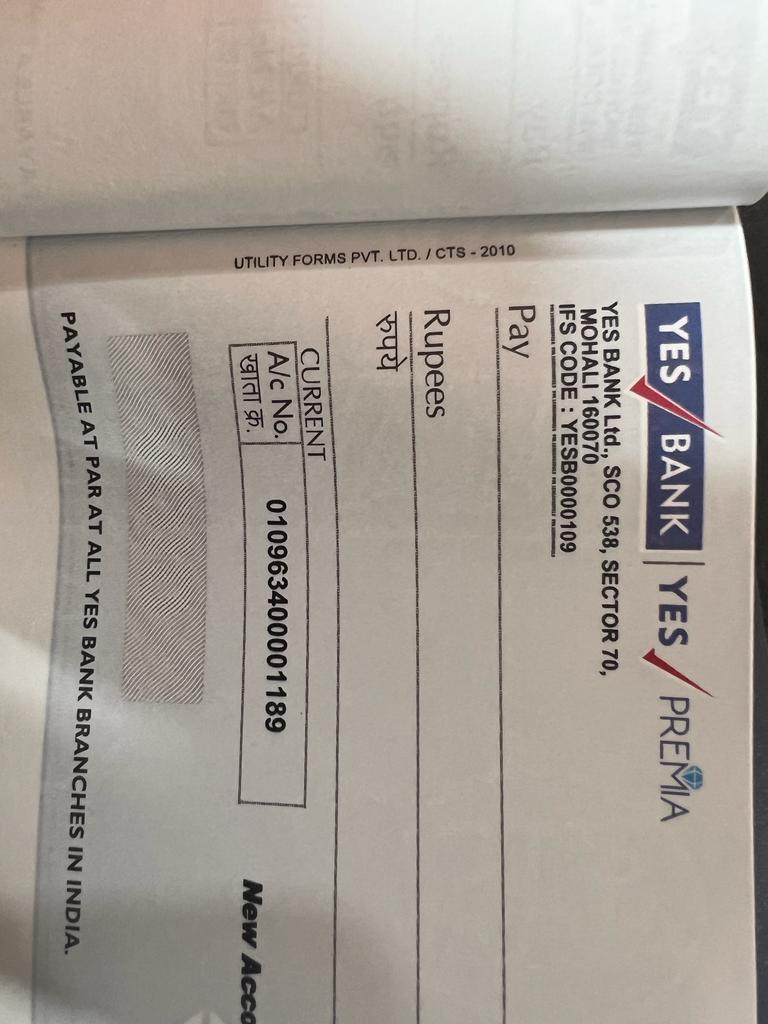 YES BANK | YES PREMIA
YES BANK Ltd., SCO 538, SECTOR 70,
MOHALI 160070
IFS CODE : YESB0000109
Pay
Rupees
रुपये
CURRENT
A/c No.
खाता क्र.
010963400001189
New Acco
PAYABLE AT PAR AT ALL YES BANK BRANCHES IN INDIA.
UTILITY FORMS PVT. LTD. / CTS - 2010